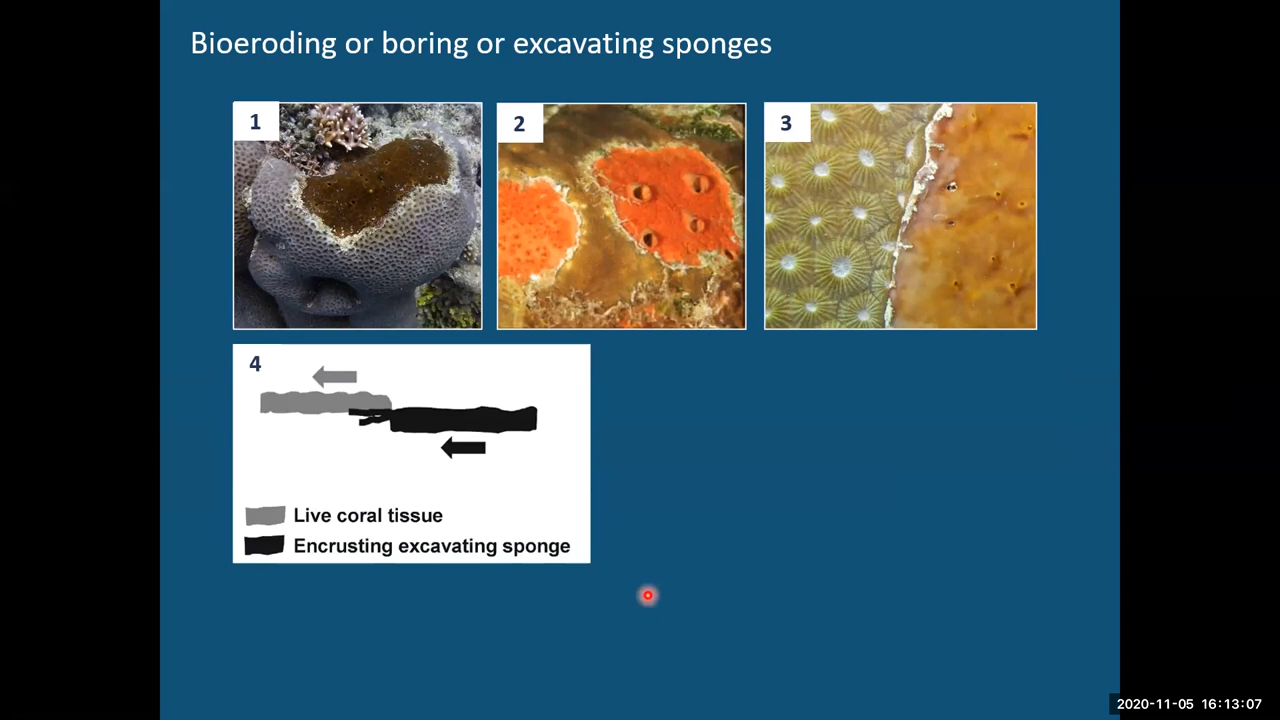 Bioeroding or boring or excavating sponges
1
2
3
4
Live coral tissue
Encrusting excavating sponge
2020-11-05 16:13:07